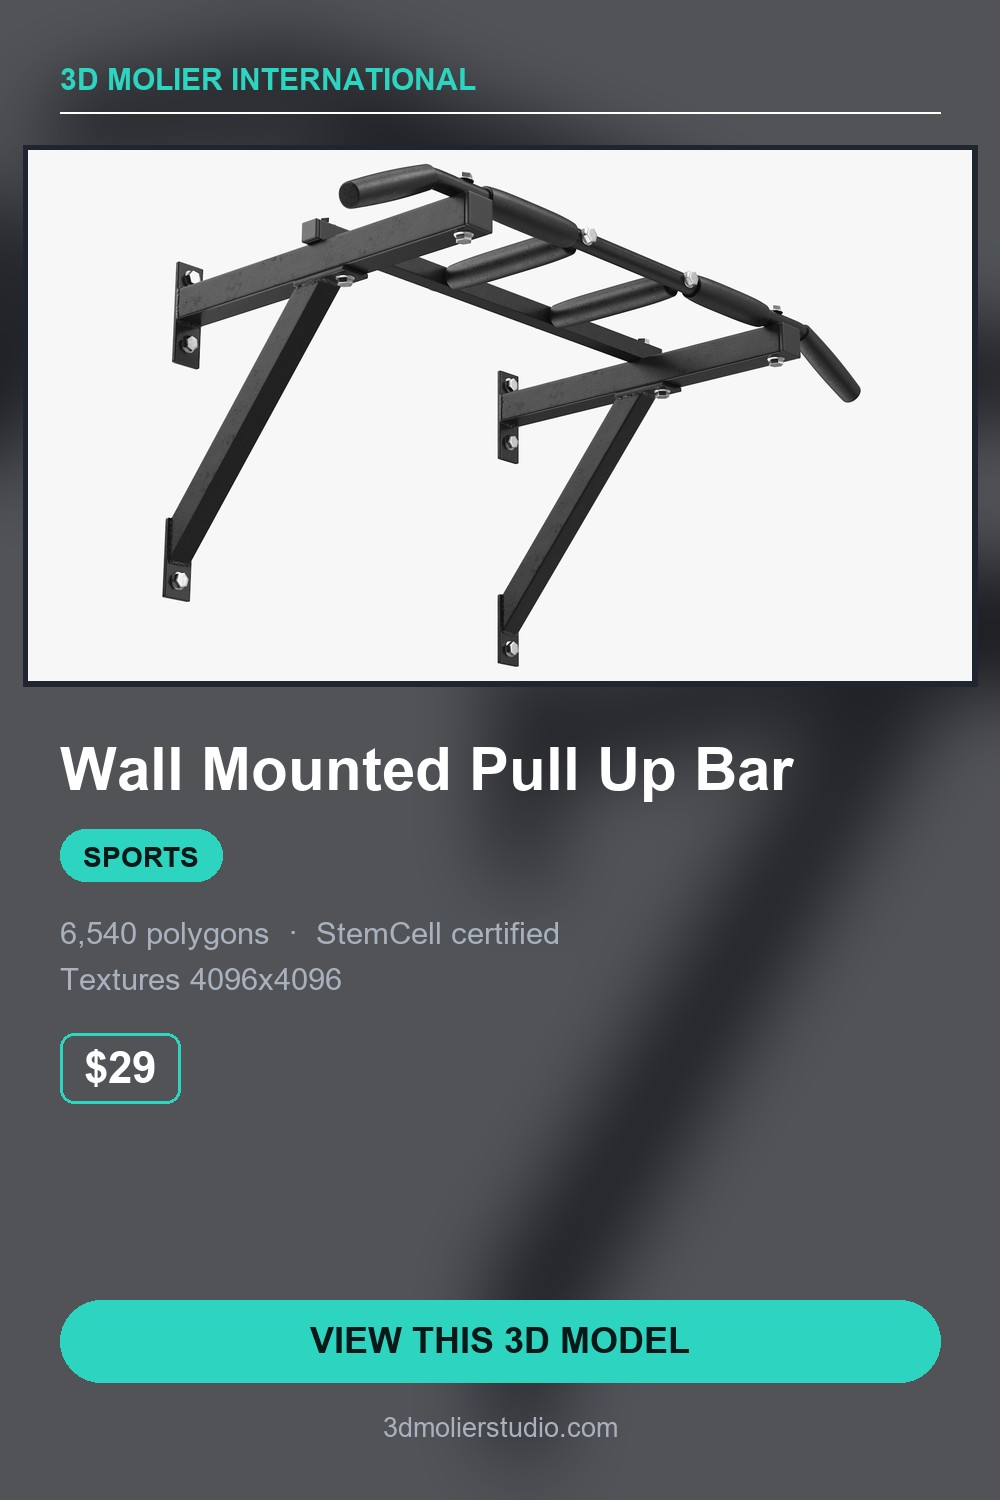 3D MOLIER INTERNATIONAL
Wall Mounted Pull Up Bar
SPORTS
6,540 polygons · StemCell certified
Textures 4096x4096
$29
VIEW THIS 3D MODEL
3dmolierstudio.com